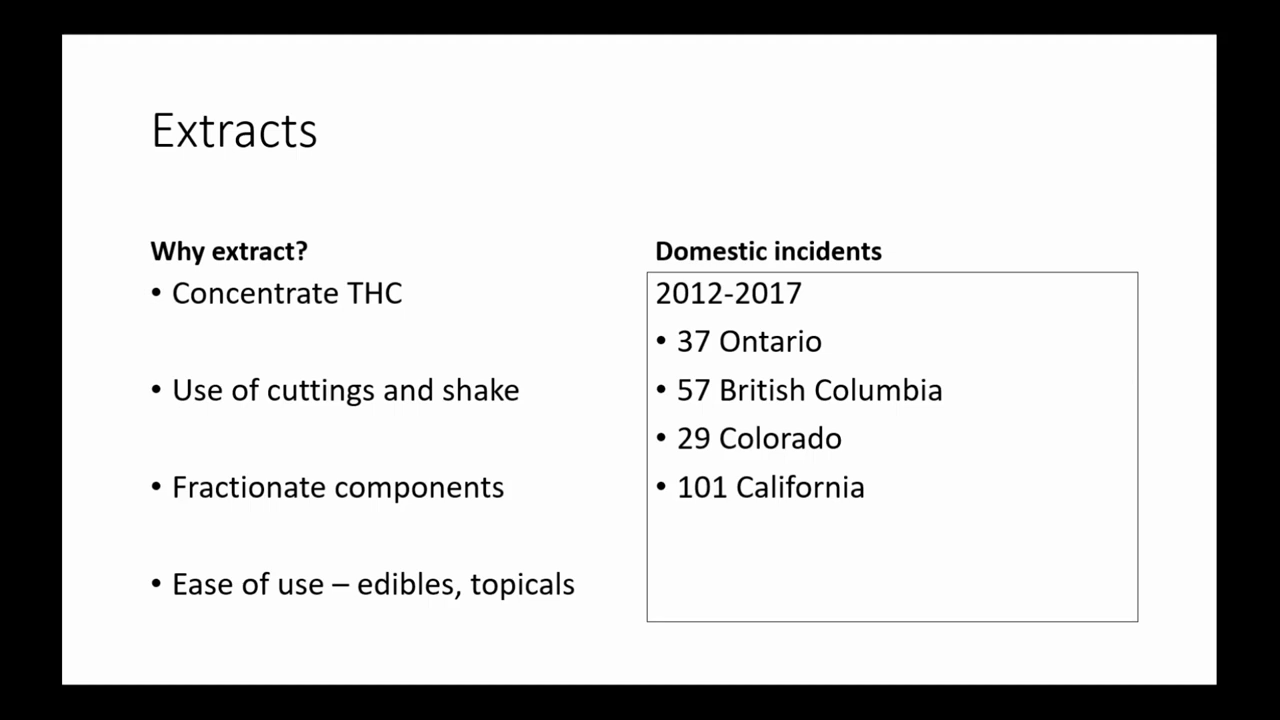 Extracts
Why extract?
• Concentrate THC
• Use of cuttings and shake
• Fractionate components
• Ease of use – edibles, topicals
Domestic incidents
2012-2017
• 37 Ontario
• 57 British Columbia
• 29 Colorado
• 101 California